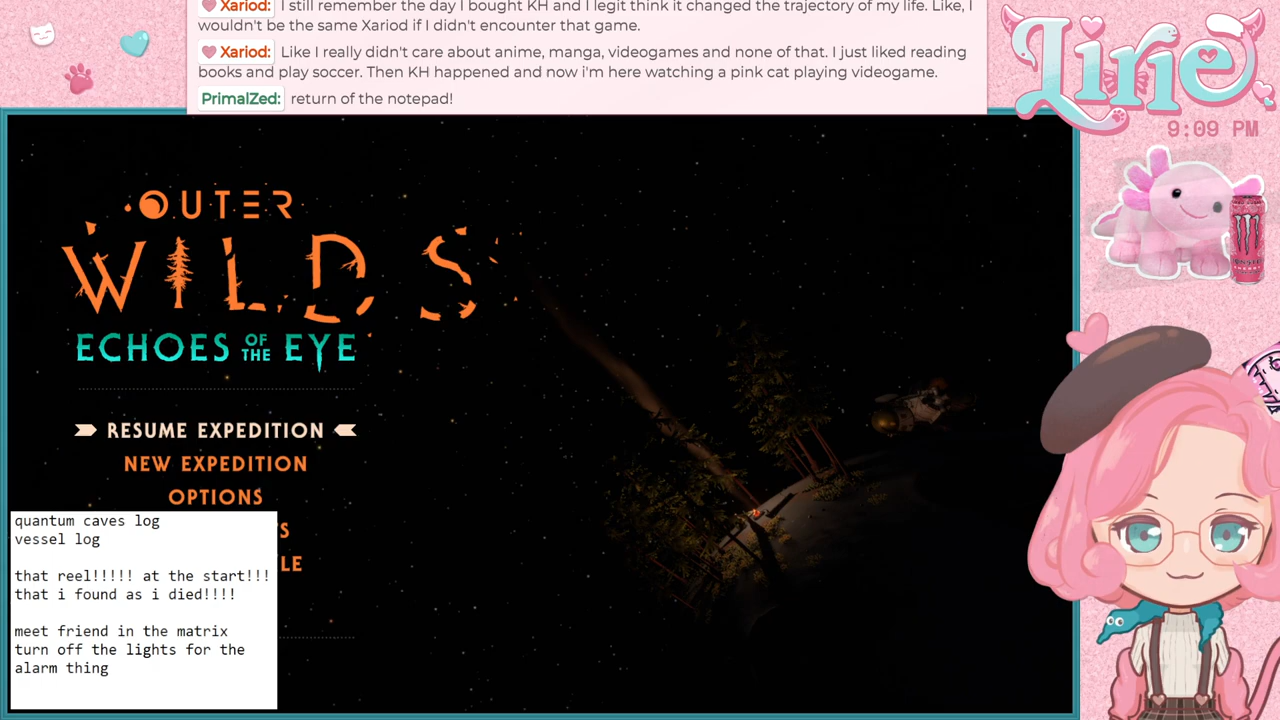 Xariod: I still remember the day I bought KH and I legit think it changed the trajectory of my life. Like, I
wouldn't be the same Xariod if I didn't encounter that game.
Xariod: Like I really didn't care about anime, manga, videogames and none of that. I just liked reading
books and play soccer. Then KH happened and now i'm here watching a pink cat playing videogame.
PrimalZed: return of the notepad!
Lirie
9:09 PM
OUTER
WILDS
ECHOES OF THE EYE
RESUME EXPEDITION
NEW EXPEDITION
OPTIONS
S
LE
quantum caves log
vessel log
that reel!!!!! at the start!!!
that i found as i died!!!!
meet friend in the matrix
turn off the lights for the
alarm thing